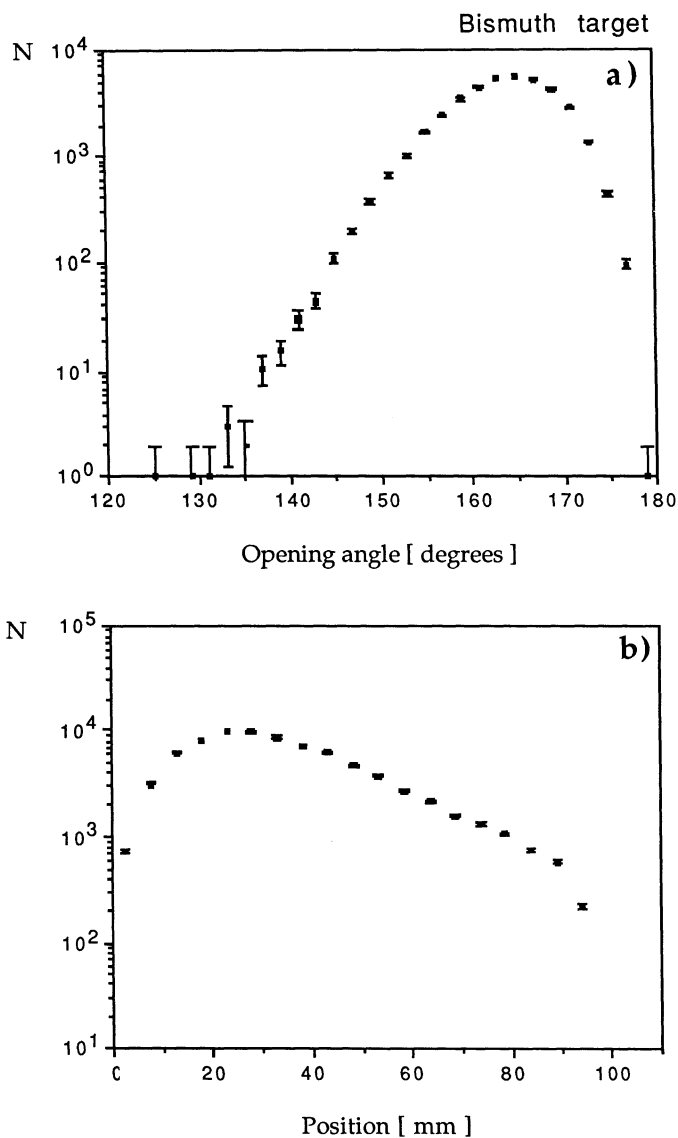 Bismuth target
N
a)
10^4
10^3
10^2
10^1
10^0
120 130 140 150 160 170 180
Opening angle [ degrees ]
N
b)
10^5
10^4
10^3
10^2
10^1
0 20 40 60 80 100
Position [ mm ]